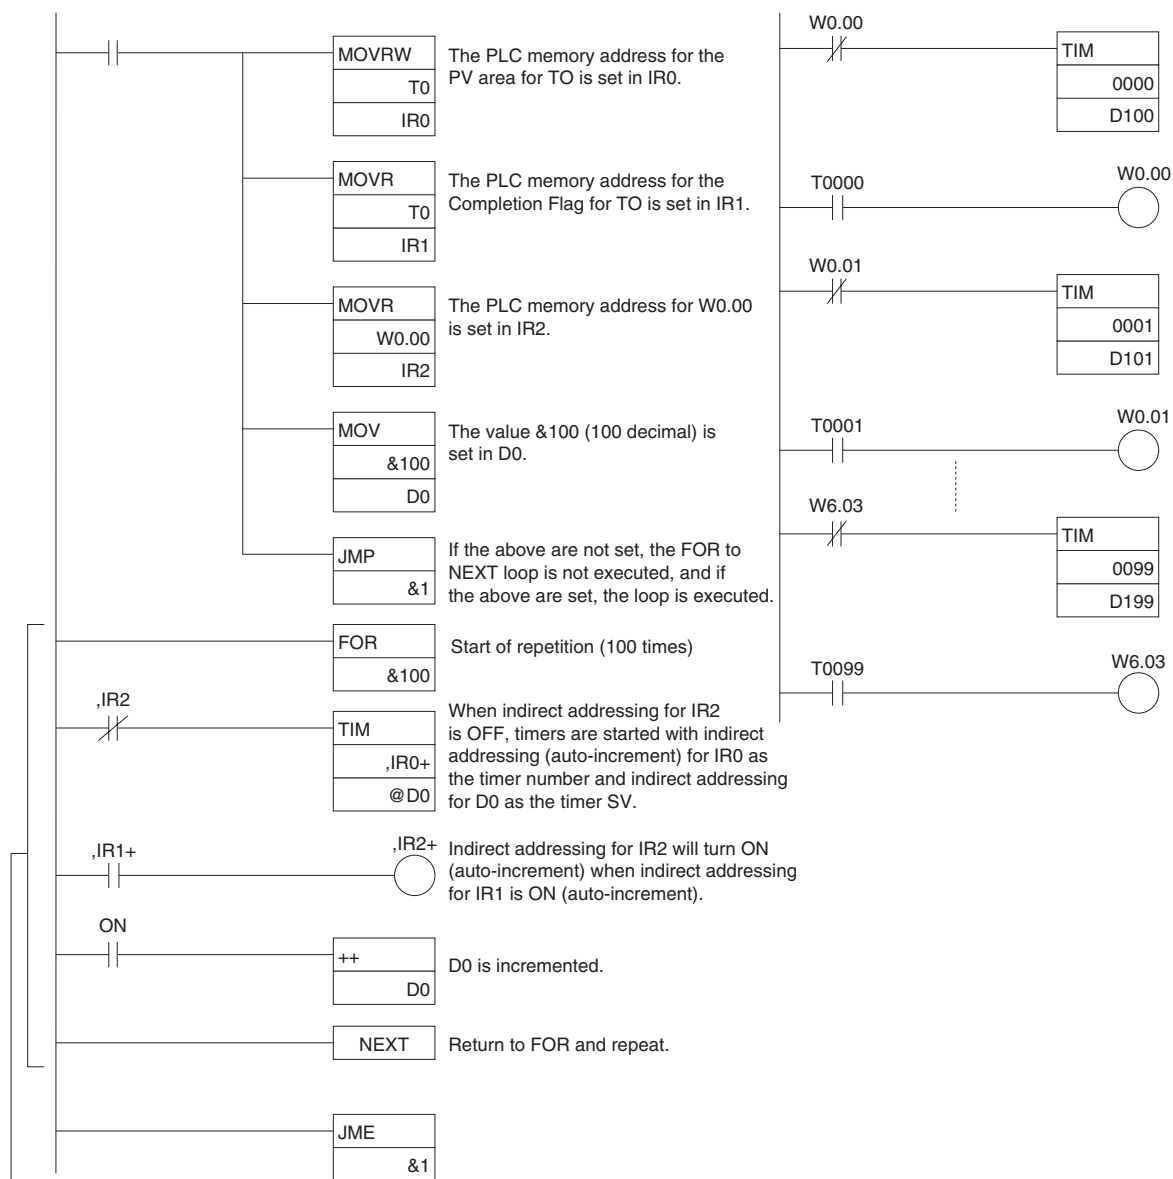 MOVRW
T0
IR0
The PLC memory address for the
PV area for TO is set in IR0.
MOVR
T0
IR1
The PLC memory address for the
Completion Flag for TO is set in IR1.
MOVR
W0.00
IR2
The PLC memory address for W0.00
is set in IR2.
MOV
&100
D0
The value &100 (100 decimal) is
set in D0.
JMP
&1
If the above are not set, the FOR to
NEXT loop is not executed, and if
the above are set, the loop is executed.
FOR
&100
Start of repetition (100 times)
,IR2
TIM
,IR0+
@D0
When indirect addressing for IR2
is OFF, timers are started with indirect
addressing (auto-increment) for IR0 as
the timer number and indirect addressing
for D0 as the timer SV.
,IR1+
,IR2+
Indirect addressing for IR2 will turn ON
(auto-increment) when indirect addressing
for IR1 is ON (auto-increment).
ON
++
D0
D0 is incremented.
NEXT
Return to FOR and repeat.
JME
&1
W0.00
TIM
0000
D100
T0000
W0.00
W0.01
TIM
0001
D101
T0001
W0.01
W6.03
TIM
0099
D199
T0099
W6.03